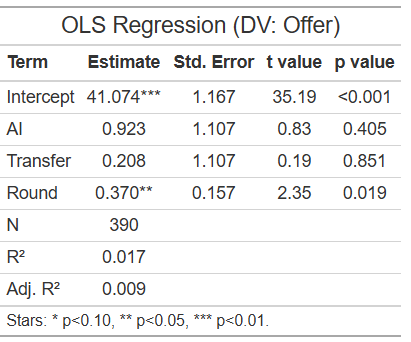 OLS Regression (DV: Offer)
Term Estimate Std. Error t value p value
Intercept 41.074*** 1.167 35.19 <0.001
AI 0.923 1.107 0.83 0.405
Transfer 0.208 1.107 0.19 0.851
Round 0.370** 0.157 2.35 0.019
N 390
R² 0.017
Adj. R² 0.009
Stars: * p<0.10, ** p<0.05, *** p<0.01.